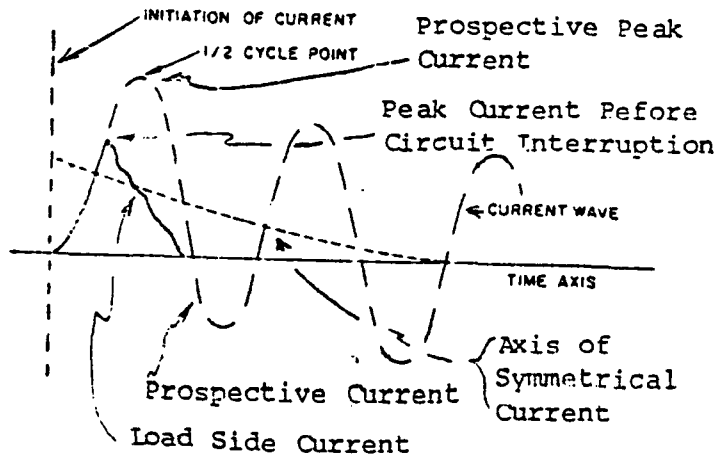 INITIATION OF CURRENT
1/2 CYCLE POINT
Prospective Peak
Current
Peak Current Pefore
Circuit Interruption
CURRENT WAVE
TIME AXIS
Axis of
Symmetrical
Current
Prospective Current
Load Side Current